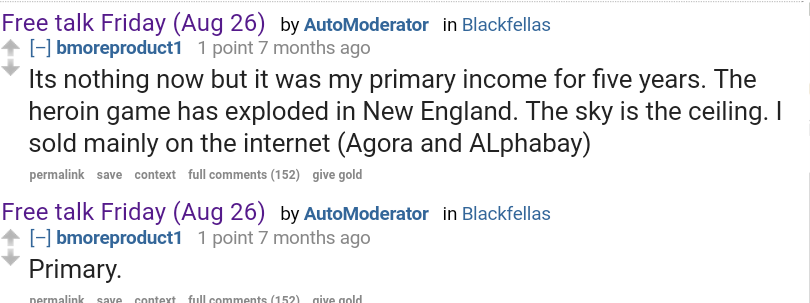 Free talk Friday (Aug 26) by AutoModerator in Blackfellas
[–] bmoreproduct1 1 point 7 months ago
Its nothing now but it was my primary income for five years. The
heroin game has exploded in New England. The sky is the ceiling. I
sold mainly on the internet (Agora and ALphabay)
permalink save context full comments (152) give gold
Free talk Friday (Aug 26) by AutoModerator in Blackfellas
[–] bmoreproduct1 1 point 7 months ago
Primary.
permalink save context full comments (152) give gold